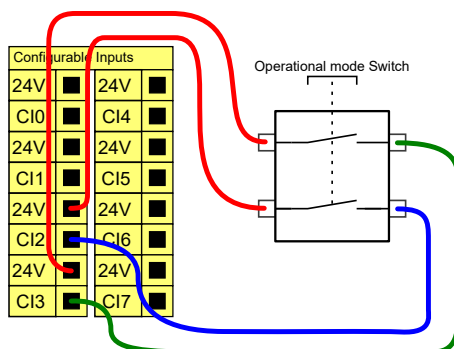 Configurable Inputs
Operational mode Switch
24V 24V
CI0 CI4
24V 24V
CI1 CI5
24V 24V
CI2 CI6
24V 24V
CI3 CI7